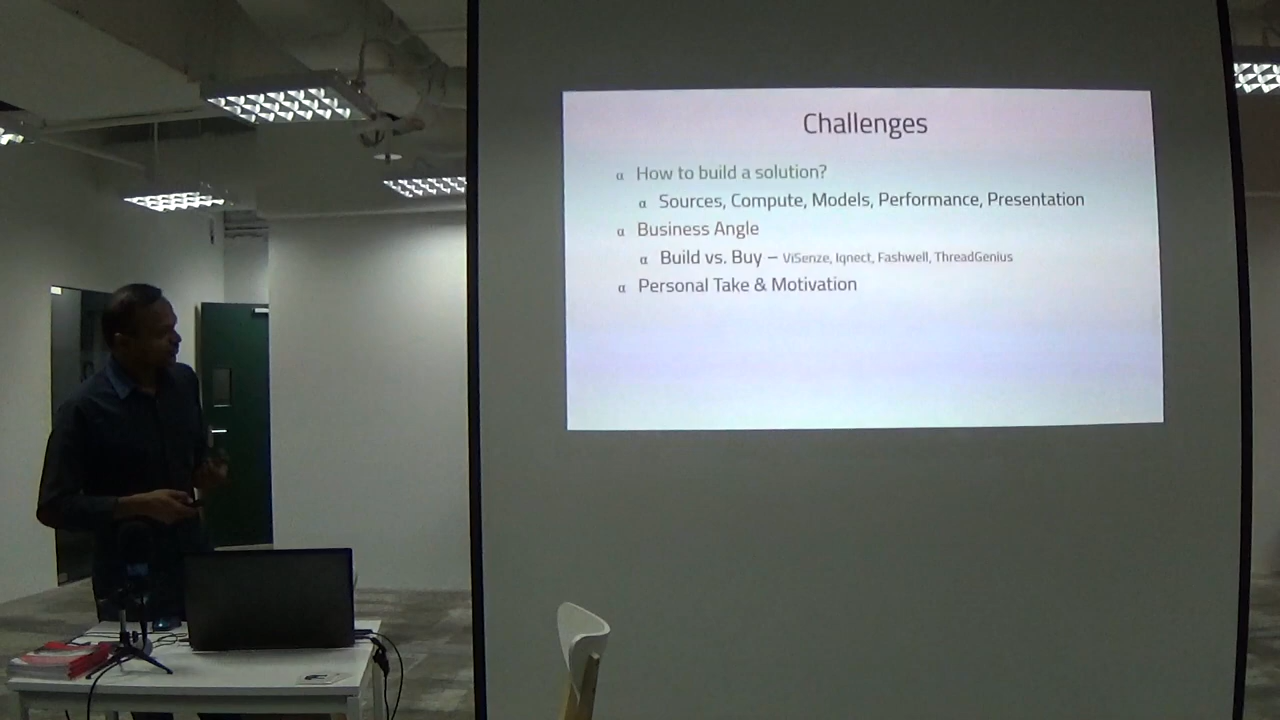 Challenges
α How to build a solution?
α Sources, Compute, Models, Performance, Presentation
α Business Angle
α Build vs. Buy – ViSenze, Iqnect, Fashwell, ThreadGenius
α Personal Take & Motivation